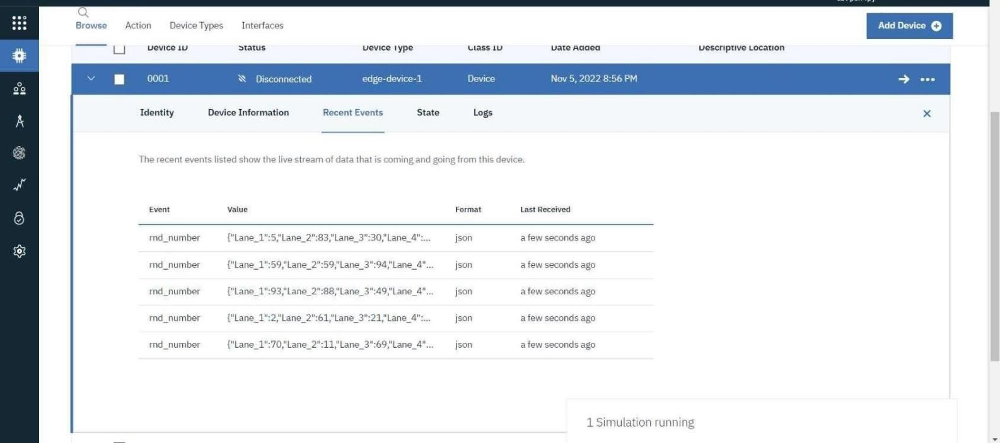 Browse Action Device Types Interfaces
Add Device
Device ID Status Device Type Class ID Date Added Descriptive Location
0001 Disconnected edge-device-1 Device Nov 5, 2022 8:56 PM
Identity Device Information Recent Events State Logs
The recent events listed show the live stream of data that is coming and going from this device.
Event Value Format Last Received
rnd_number {"Lane_1":5,"Lane_2":83,"Lane_3":30,"Lane_4":... json a few seconds ago
rnd_number {"Lane_1":59,"Lane_2":59,"Lane_3":94,"Lane_4"... json a few seconds ago
rnd_number {"Lane_1":93,"Lane_2":88,"Lane_3":49,"Lane_4"... json a few seconds ago
rnd_number {"Lane_1":2,"Lane_2":61,"Lane_3":21,"Lane_4":... json a few seconds ago
rnd_number {"Lane_1":70,"Lane_2":11,"Lane_3":69,"Lane_4"... json a few seconds ago
1 Simulation running